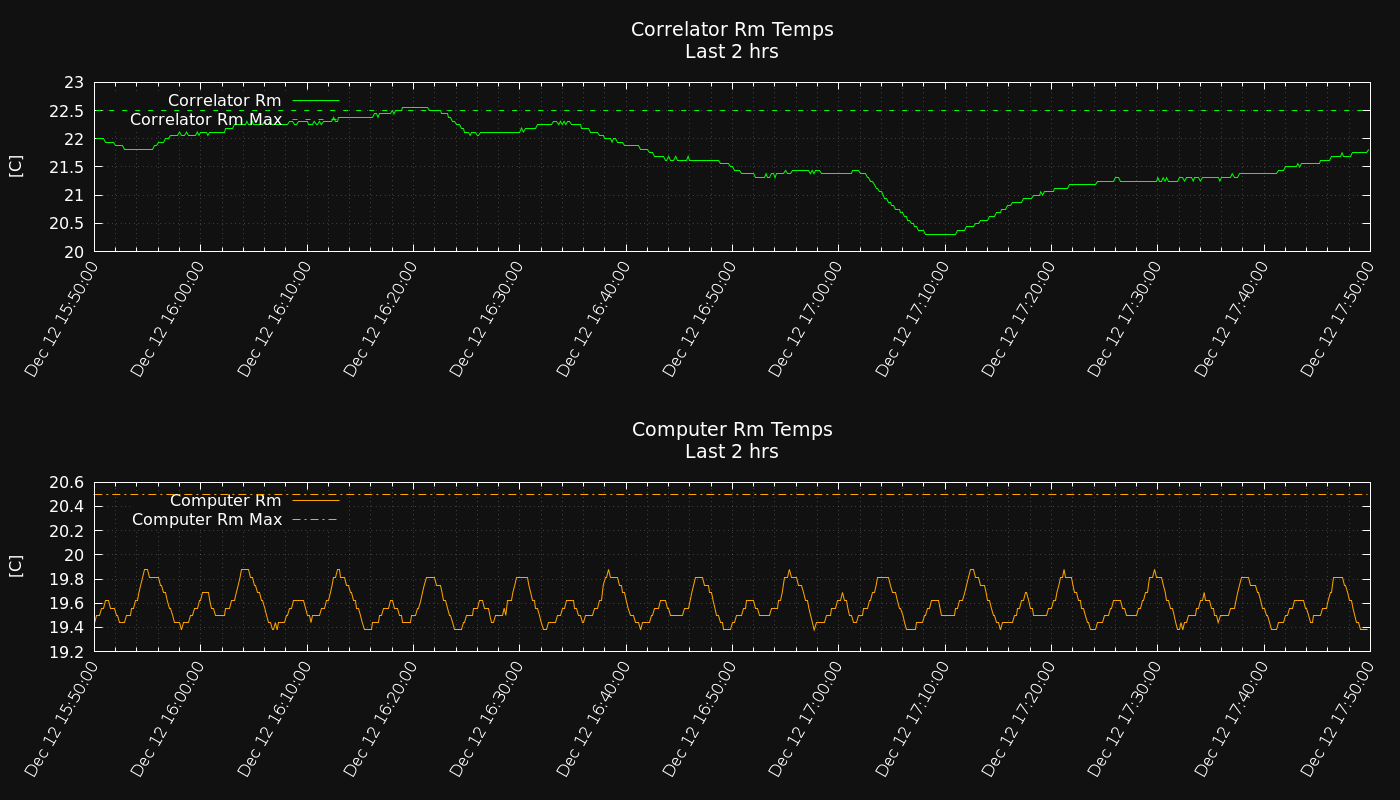 Correlator Rm Temps
Last 2 hrs
23
22.5
22
21.5
21
20.5
20
[C]
Correlator Rm
Correlator Rm Max
Dec 12 15:50:00
Dec 12 16:00:00
Dec 12 16:10:00
Dec 12 16:20:00
Dec 12 16:30:00
Dec 12 16:40:00
Dec 12 16:50:00
Dec 12 17:00:00
Dec 12 17:10:00
Dec 12 17:20:00
Dec 12 17:30:00
Dec 12 17:40:00
Dec 12 17:50:00
Computer Rm Temps
Last 2 hrs
20.6
20.4
20.2
20
19.8
19.6
19.4
19.2
[C]
Computer Rm
Computer Rm Max
Dec 12 15:50:00
Dec 12 16:00:00
Dec 12 16:10:00
Dec 12 16:20:00
Dec 12 16:30:00
Dec 12 16:40:00
Dec 12 16:50:00
Dec 12 17:00:00
Dec 12 17:10:00
Dec 12 17:20:00
Dec 12 17:30:00
Dec 12 17:40:00
Dec 12 17:50:00